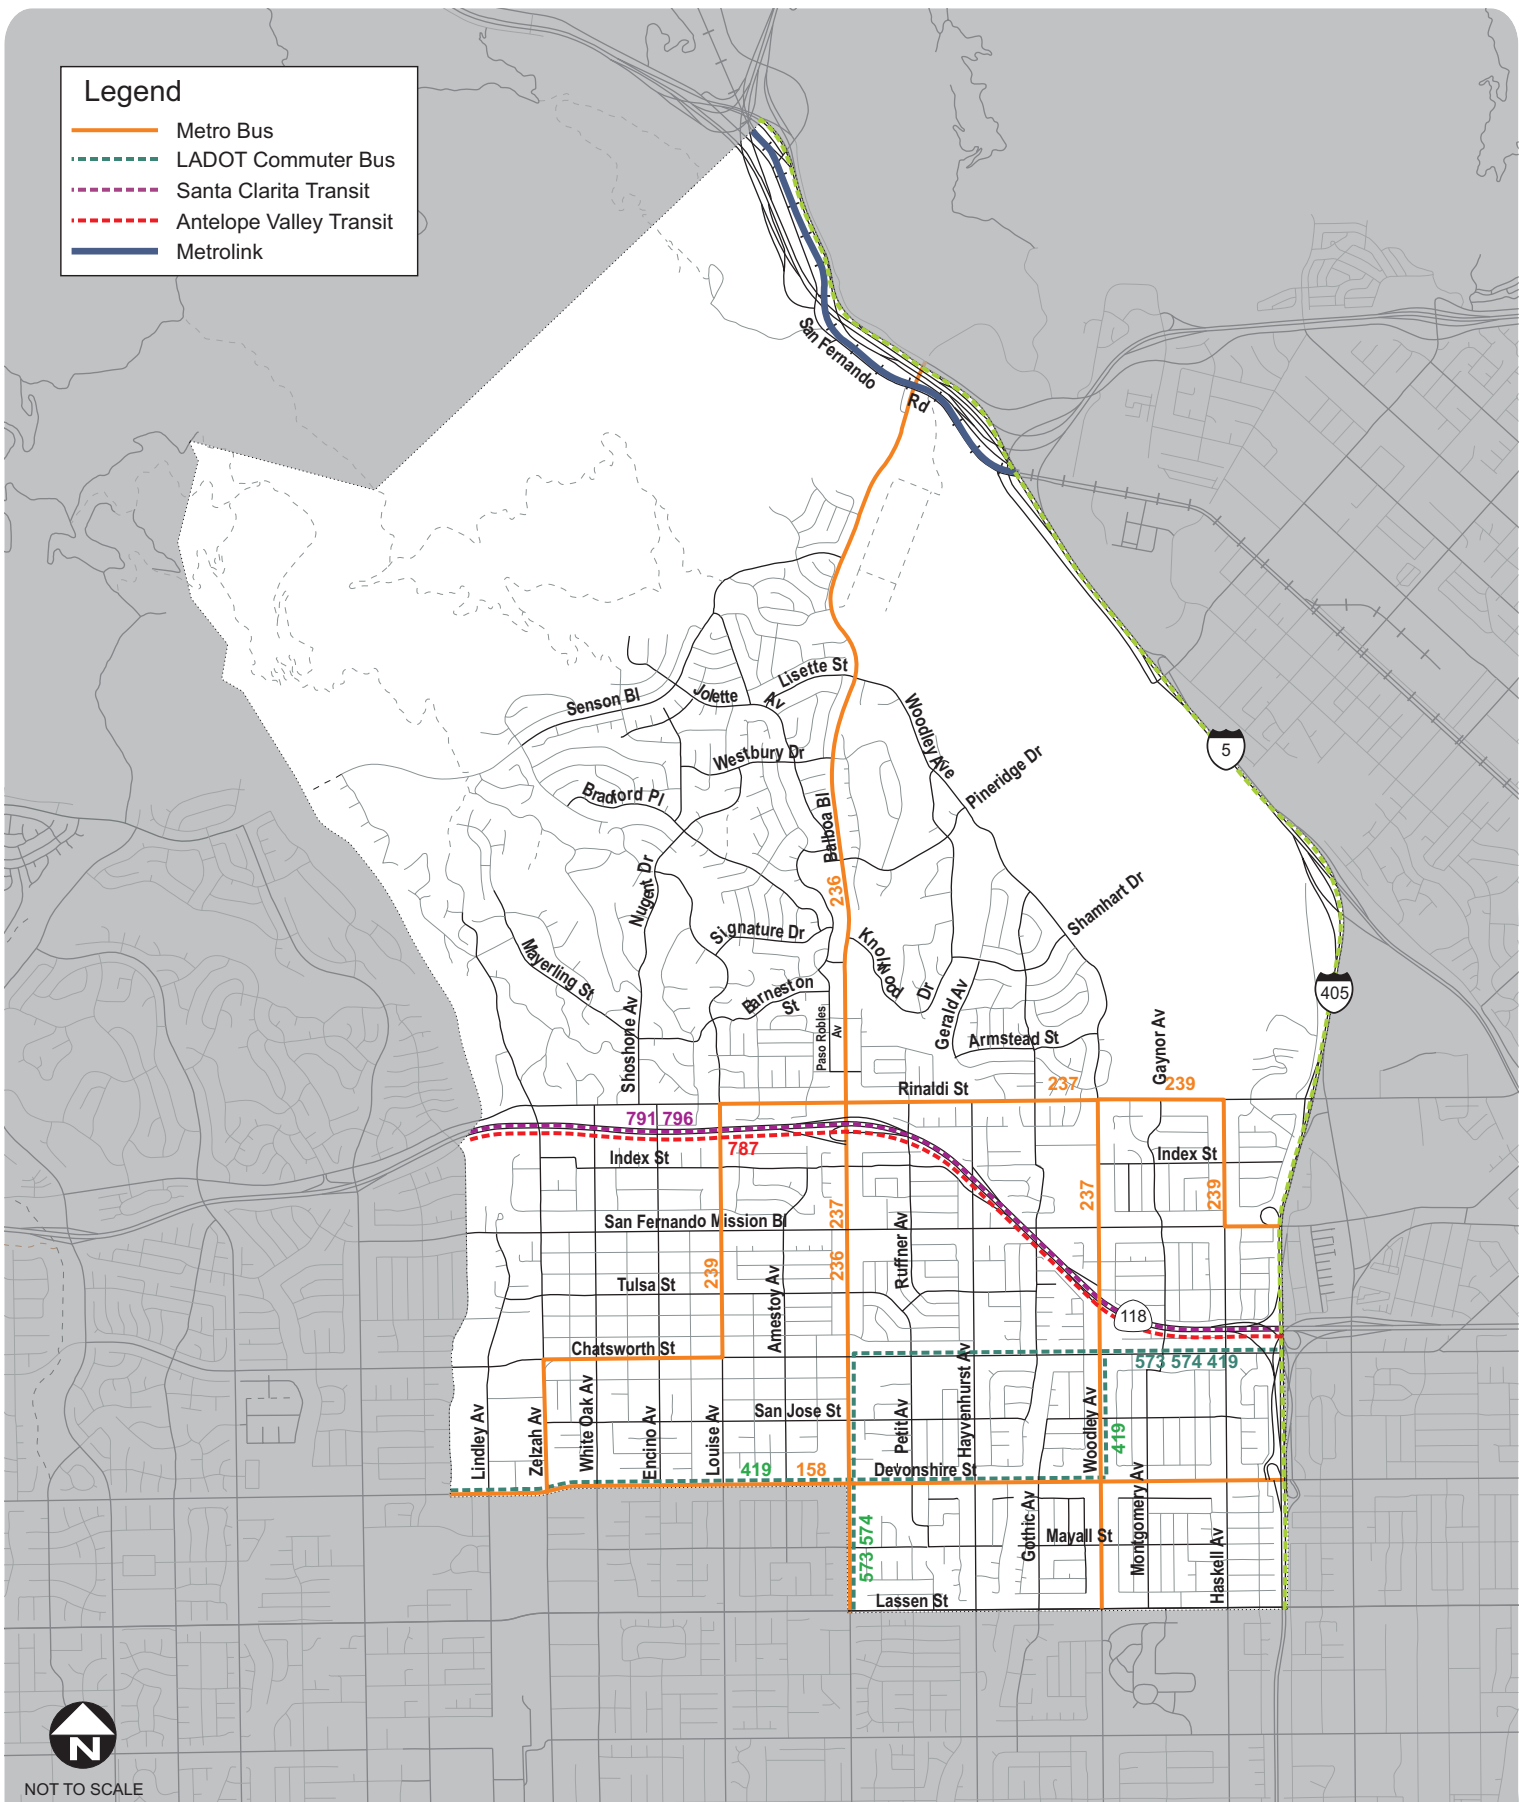 Legend
Metro Bus
LADOT Commuter Bus
Santa Clarita Transit
Antelope Valley Transit
Metrolink
San Fernando
Rd
Lisette St
Senson Bl
Jolette
Av
Woodley Ave
Westbury Dr
Pineridge Dr
5
Bradford Pl
Balboa Bl
236
Nugent Dr
Shamhart Dr
Signature Dr
Knollwood
Dr
Mayerling St
Barneston
St
Gerald Av
405
Shoshone Av
Paso Robles
Av
Armstead St
Gaynor Av
Rinaldi St
237
239
791 796
787
Index St
Index St
237
239
San Fernando Mission Bl
237
Ruffner Av
236
239
Tulsa St
Amestoy Av
118
Chatsworth St
573 574 419
Hayvenhurst Av
Lindley Av
Zelzah Av
White Oak Av
Encino Av
Louise Av
San Jose St
Petit Av
Woodley Av
419
419
158
Devonshire St
573 574
Gothic Av
Mayall St
Montgomery Av
Haskell Av
Lassen St
N
NOT TO SCALE